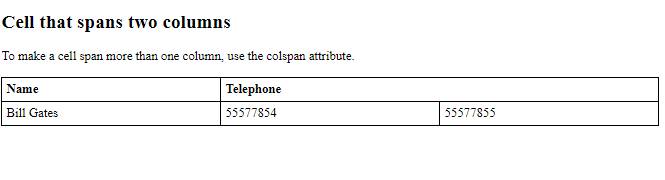 Cell that spans two columns
To make a cell span more than one column, use the colspan attribute.
Name Telephone
Bill Gates 55577854 55577855